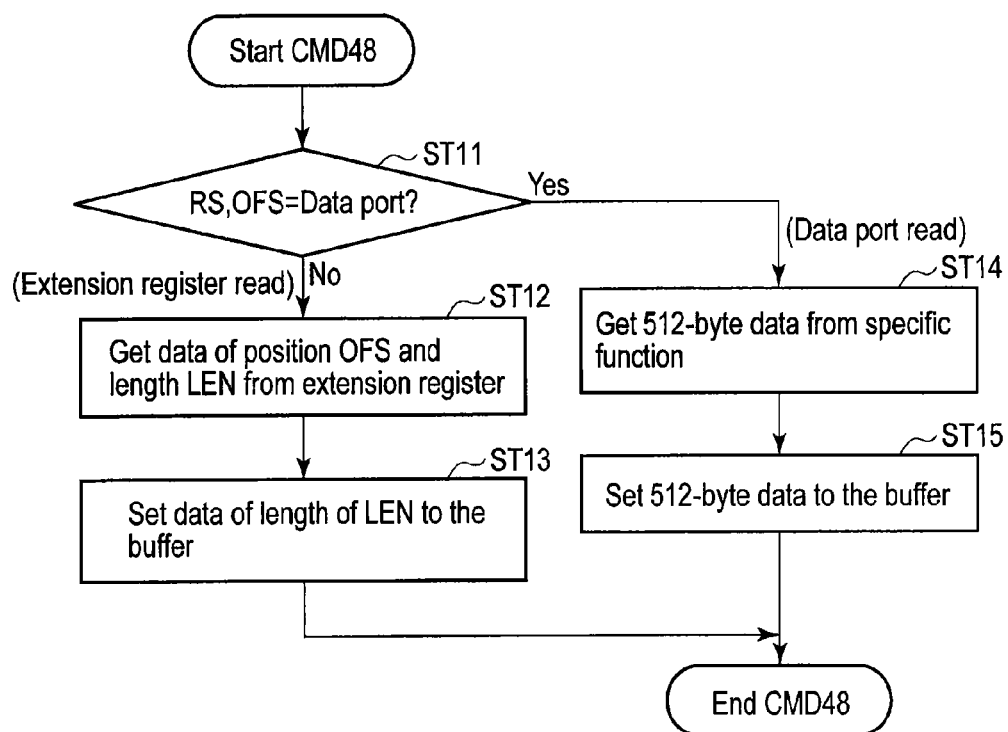 Start CMD48
ST11
RS,OFS=Data port?
Yes
(Data port read)
(Extension register read)
No
ST12
Get data of position OFS and
length LEN from extension register
ST14
Get 512-byte data from specific
function
ST13
Set data of length of LEN to the
buffer
ST15
Set 512-byte data to the buffer
End CMD48